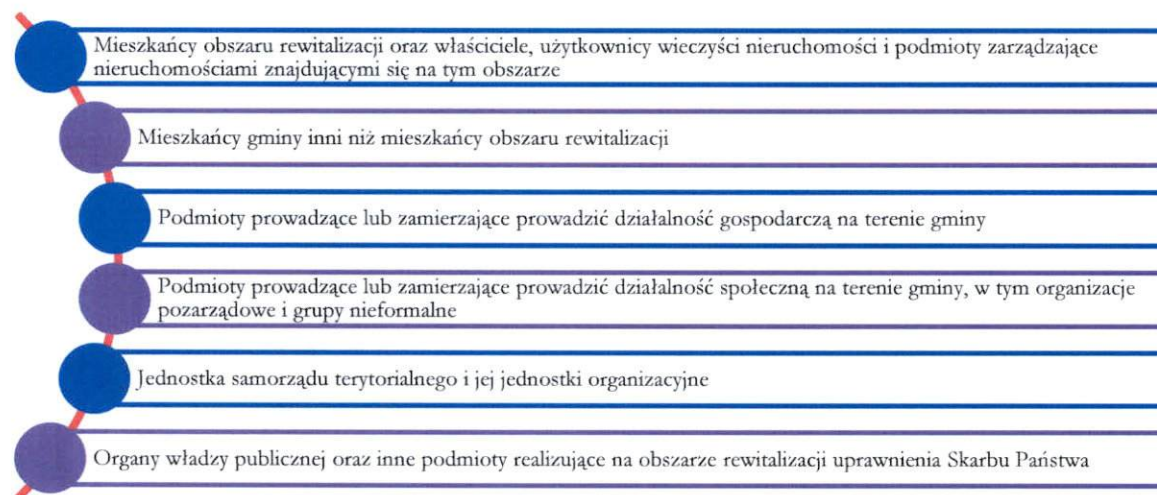 Mieszkańcy obszaru rewitalizacji oraz właściciele, użytkownicy wieczyści nieruchomości i podmioty zarządzające
nieruchomościami znajdującymi się na tym obszarze
Mieszkańcy gminy inni niż mieszkańcy obszaru rewitalizacji
Podmioty prowadzące lub zamierzające prowadzić działalność gospodarczą na terenie gminy
Podmioty prowadzące lub zamierzające prowadzić działalność społeczną na terenie gminy, w tym organizacje
pozarządowe i grupy nieformalne
Jednostka samorządu terytorialnego i jej jednostki organizacyjne
Organy władzy publicznej oraz inne podmioty realizujące na obszarze rewitalizacji uprawnienia Skarbu Państwa